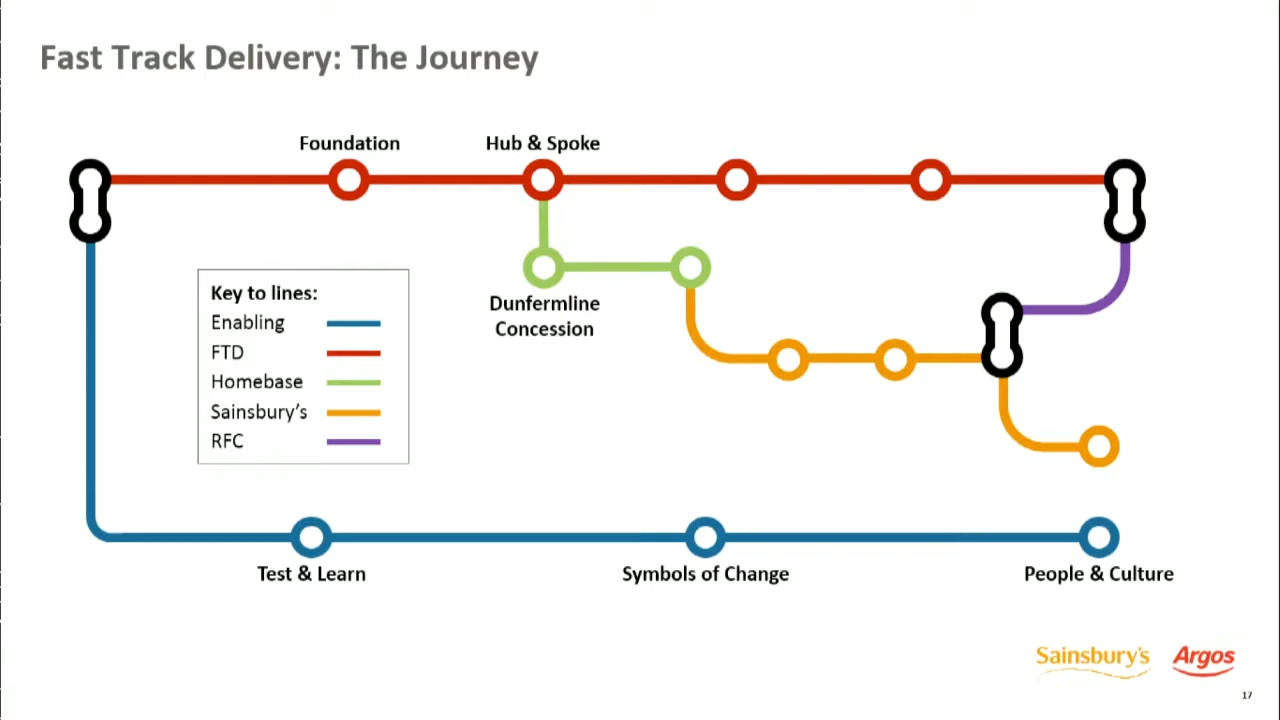 Fast Track Delivery: The Journey
Foundation
Hub & Spoke
Dunfermline
Concession
Key to lines:
Enabling
FTD
Homebase
Sainsbury's
RFC
Test & Learn
Symbols of Change
People & Culture
Sainsbury's
Argos
17